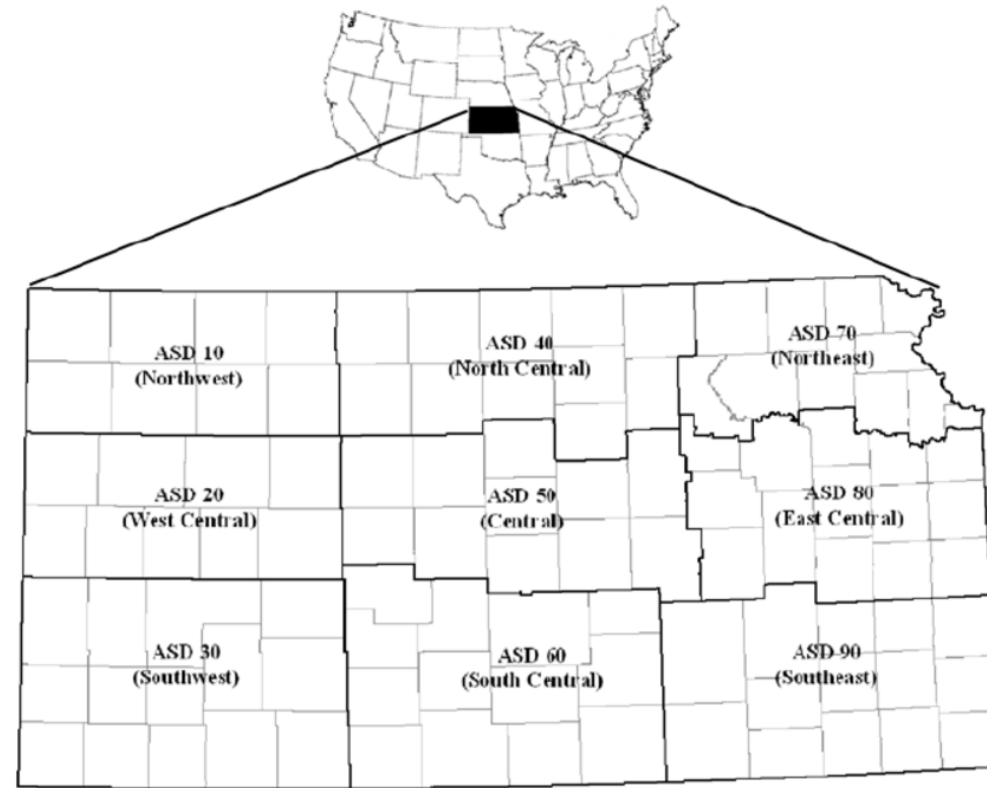 ASD 10
(Northwest)
ASD 40
(North Central)
ASD 70
(Northeast)
ASD 20
(West Central)
ASD 50
(Central)
ASD 80
(East Central)
ASD 30
(Southwest)
ASD 60
(South Central)
ASD 90
(Southeast)